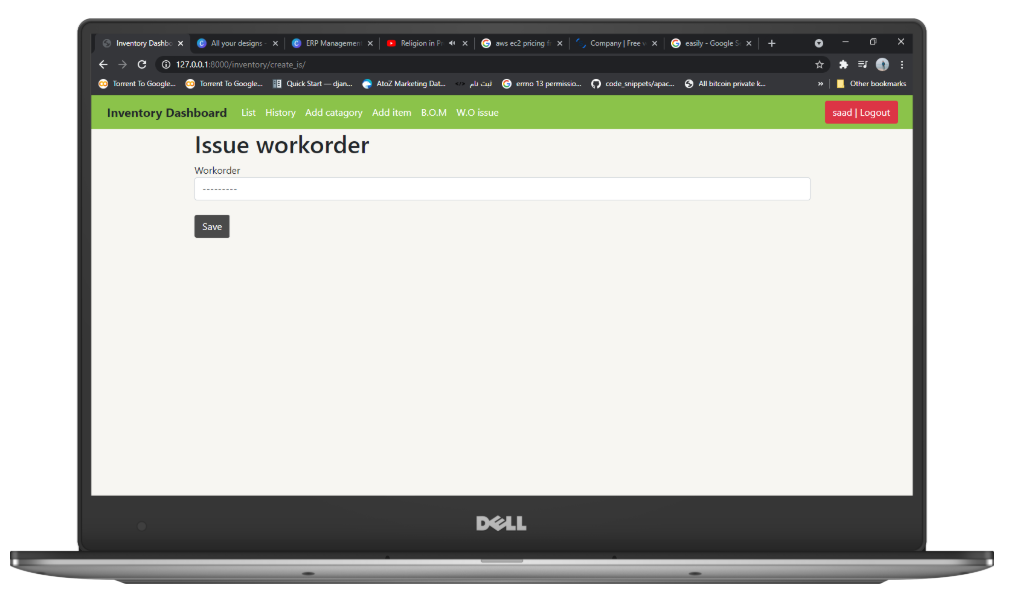 Inventory Dashb
All your designs -
ERP Managemen
Religion in P
aws ec2 pricing
Company | Free
easily - Google S
127.0.0.1:8000/inventory/create_is/
Torrent To Google...
Torrent To Google...
Quick Start — djan...
AtoZ Marketing Dat...
ثبت نام
errno 13 permissio...
code_snippets/apac...
All bitcoin private k...
»
Other bookmarks
Inventory Dashboard List History Add catagory Add item B.O.M W.O issue saad | Logout
Issue workorder
Workorder
---------
Save
DELL